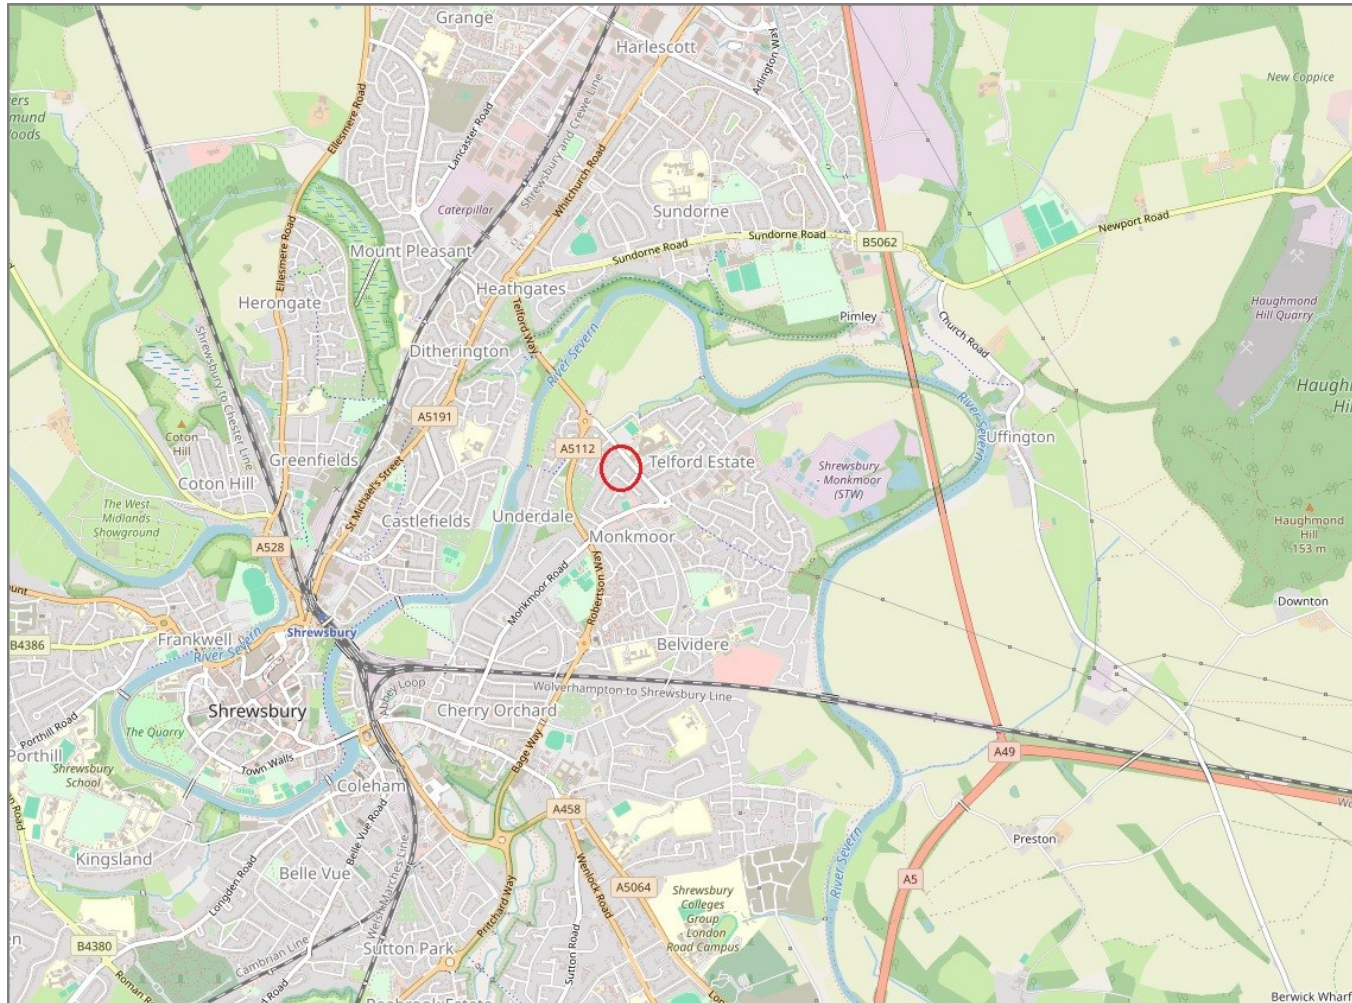 Grange
Harlescott
Arlington Way
New Coppice
Ellesmere Road
Lancaster Road
Shrewsbury and Crewe Line
Whitchurch Road
Caterpillar
Sundorne
Newport Road
Ellesmere Road
Mount Pleasant
Sundorne Road
Sundorne Road
B5062
Heathgates
Herongate
Haughmond
Hill Quarry
Telford Way
River Severn
Pimley
Church Road
Shrewsbury to Chester Line
Ditherington
A5191
Coton
Hill
A5112
River Severn
Uffington
Greenfields
Telford Estate
Shrewsbury
- Monkmoor
(STW)
Coton Hill
St Michael's Street
The West
Midlands
Showground
Castlefields
Underdale
Monkmoor
Haughmond
Hill
153 m
A528
Monkmoor Road
Robertson Way
Downton
Frankwell
Shrewsbury
B4386
River Severn
Belvidere
Abbey Loop
Wolverhampton to Shrewsbury Line
Shrewsbury
Cherry Orchard
Porthill Road
The Quarry
Porthill
Town Walls
Bage Way
A49
Shrewsbury
School
Coleham
A458
River Severn
Preston
Kingsland
Belle Vue Road
Belle Vue
Longden Road
Welsh Marches Line
Wenlock Road
A5064
A5
Shrewsbury
Colleges
Group
London
Road Campus
Pritchard Way
B4380
Sutton Park
Cambrian Line
Sutton Road
Berwick Wharf